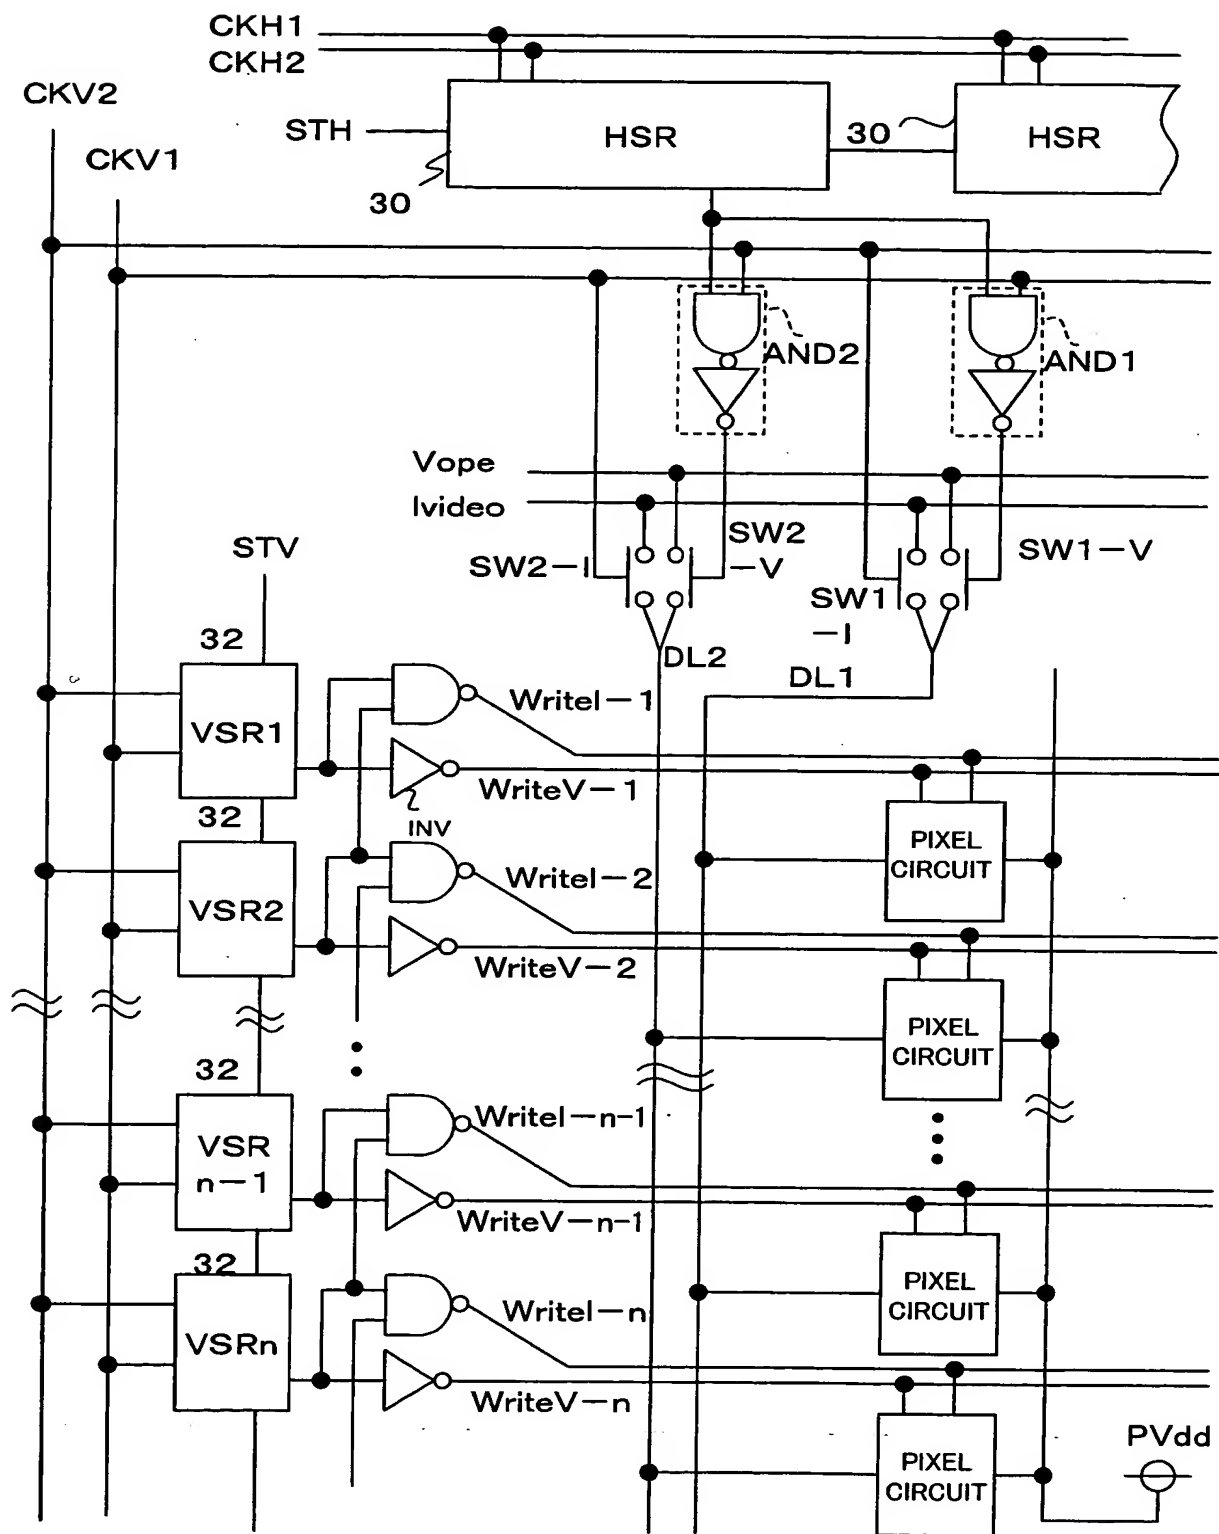 CKH1
CKH2
CKV2
STH
HSR
30
HSR
CKV1
30
AND2
AND1
Vope
Ivideo
SW2
-V
SW1-V
STV
SW2-I
SW1
-I
32
DL2
DL1
WriteI-1
VSR1
WriteV-1
32
INV
PIXEL
CIRCUIT
WriteI-2
VSR2
WriteV-2
PIXEL
CIRCUIT
32
WriteI-n-1
VSR
n-1
WriteV-n-1
32
PIXEL
CIRCUIT
WriteI-n
VSRn
WriteV-n
PVdd
PIXEL
CIRCUIT